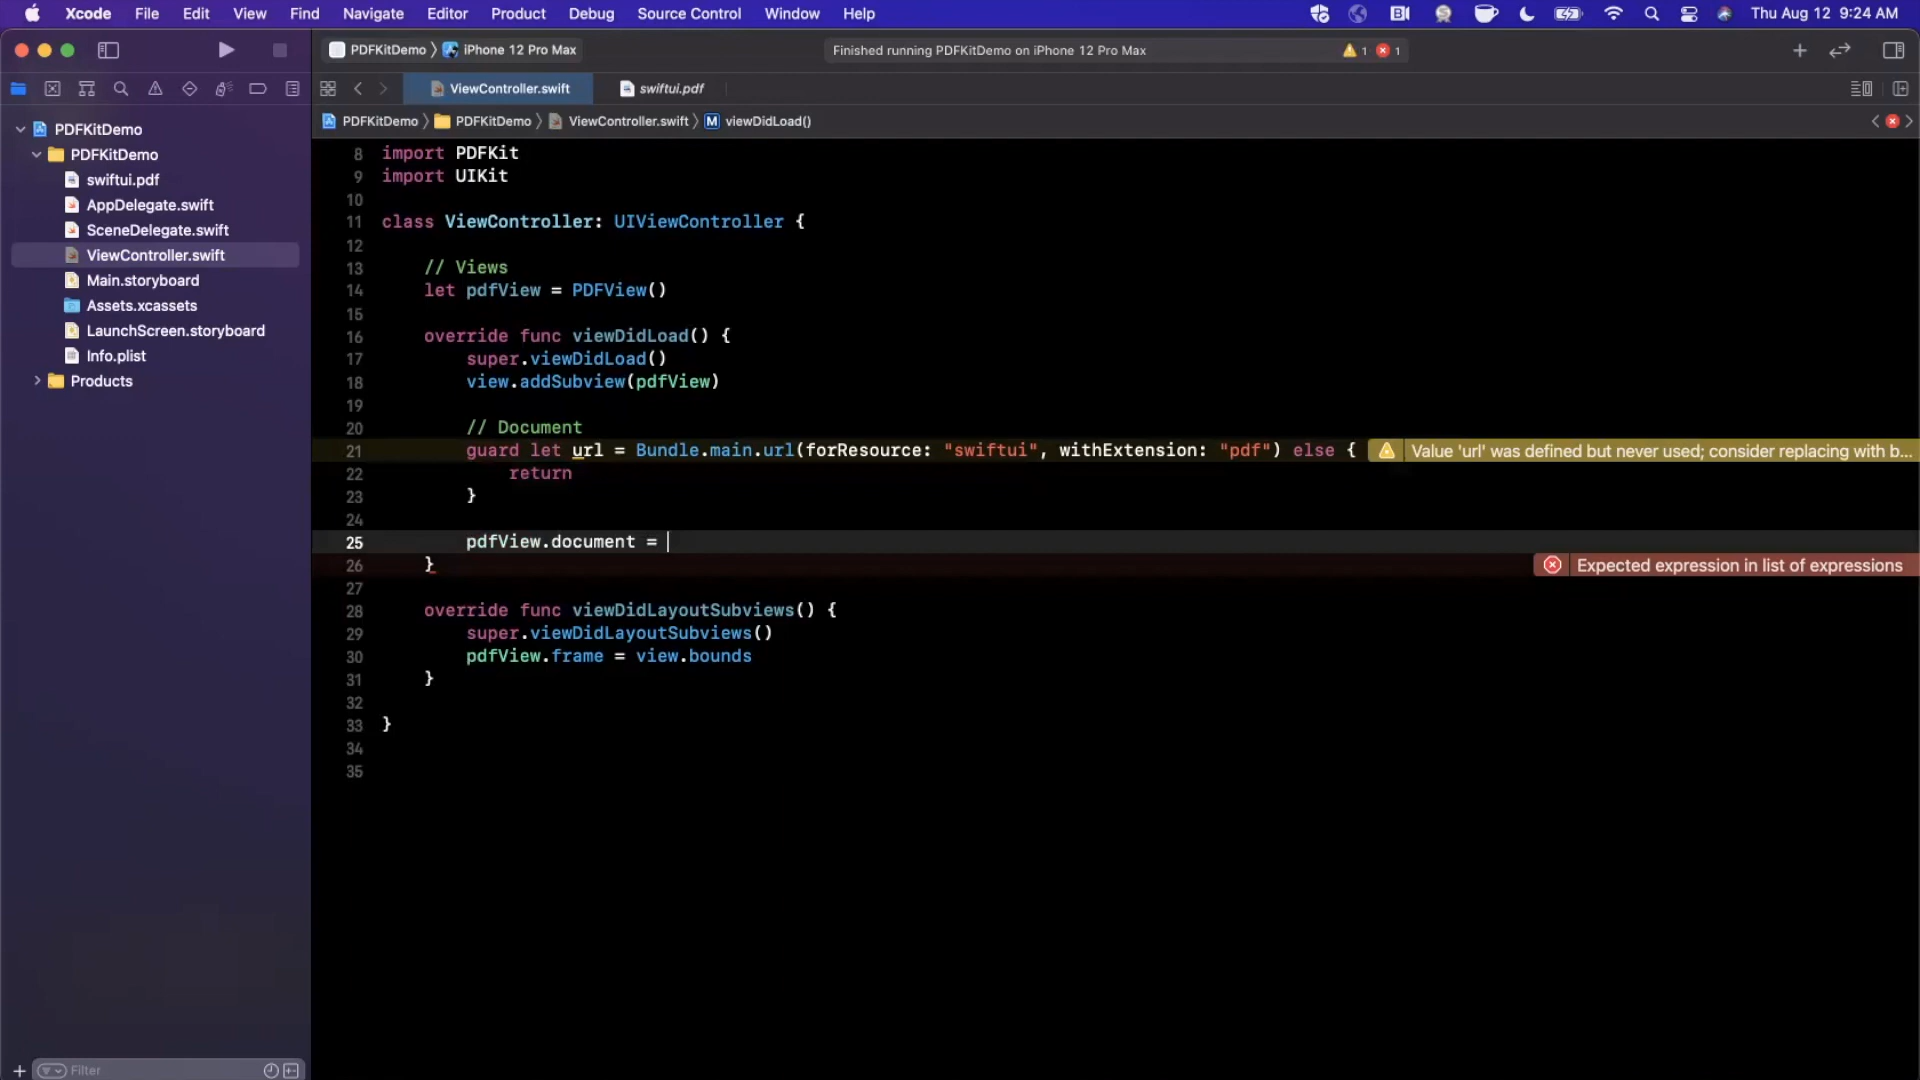 Xcode File Edit View Find Navigate Editor Product Debug Source Control Window Help Thu Aug 12 9:24 AM
PDFKitDemo 〉 iPhone 12 Pro Max Finished running PDFKitDemo on iPhone 12 Pro Max 1 1
ViewController.swift swiftui.pdf
PDFKitDemo 〉 PDFKitDemo 〉 ViewController.swift 〉 M viewDidLoad()
PDFKitDemo
PDFKitDemo
swiftui.pdf
AppDelegate.swift
SceneDelegate.swift
ViewController.swift
Main.storyboard
Assets.xcassets
LaunchScreen.storyboard
Info.plist
Products
Filter
8 import PDFKit
9 import UIKit
10
11 class ViewController: UIViewController {
12
13 // Views
14 let pdfView = PDFView()
15
16 override func viewDidLoad() {
17 super.viewDidLoad()
18 view.addSubview(pdfView)
19
20 // Document
21 guard let url = Bundle.main.url(forResource: "swiftui", withExtension: "pdf") else { Value 'url' was defined but never used; consider replacing with b...
22 return
23 }
24
25 pdfView.document =
26 } Expected expression in list of expressions
27
28 override func viewDidLayoutSubviews() {
29 super.viewDidLayoutSubviews()
30 pdfView.frame = view.bounds
31 }
32
33 }
34
35